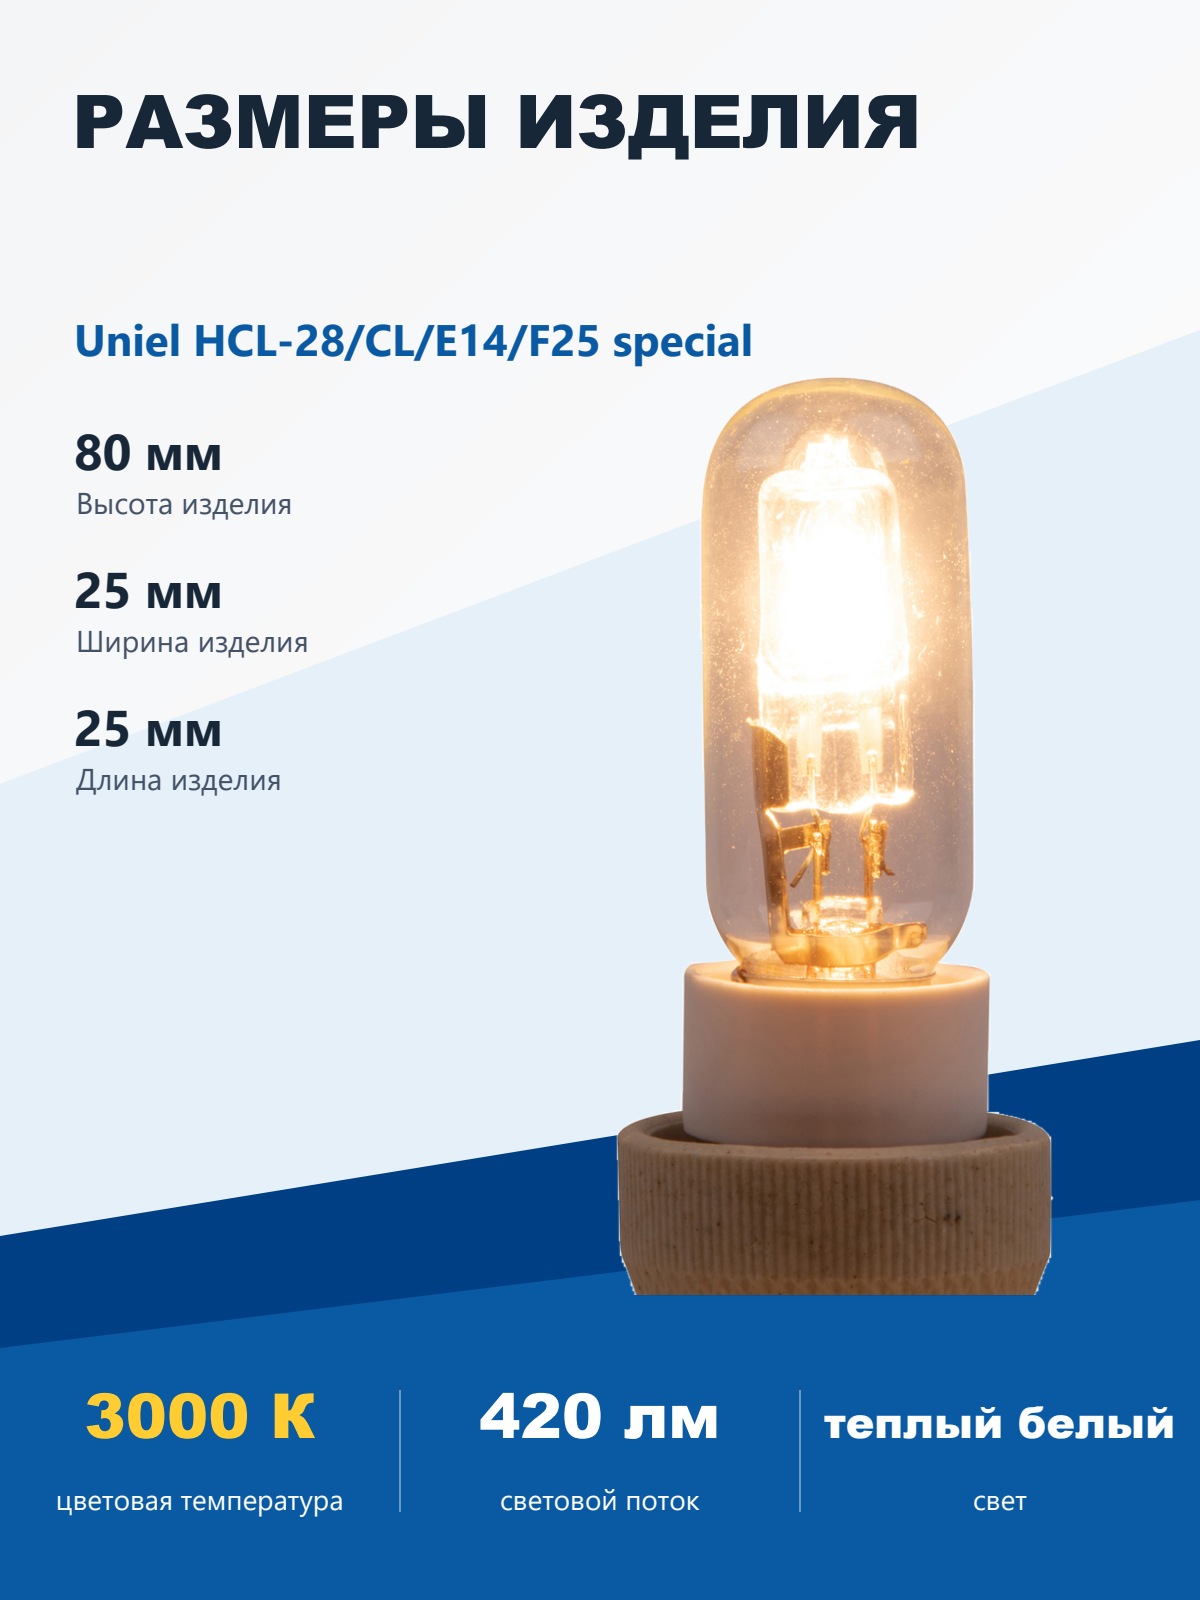 РАЗМЕРЫ ИЗДЕЛИЯ
Uniel HCL-28/CL/E14/F25 special
80 мм
Высота изделия
25 мм
Ширина изделия
25 мм
Длина изделия
3000 К
цветовая температура
420 лм
световой поток
теплый белый
свет